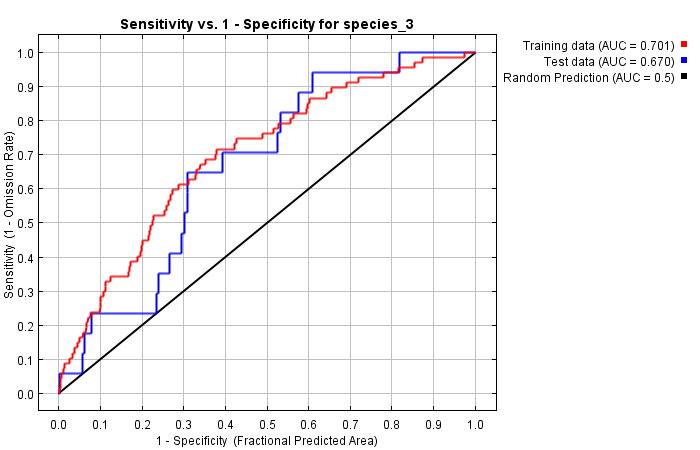 Sensitivity vs. 1 - Specificity for species_3
Training data (AUC = 0.701)
Test data (AUC = 0.670)
Random Prediction (AUC = 0.5)
Sensitivity (1 - Omission Rate)
1.0
0.9
0.8
0.7
0.6
0.5
0.4
0.3
0.2
0.1
0.0
0.0 0.1 0.2 0.3 0.4 0.5 0.6 0.7 0.8 0.9 1.0
1 - Specificity (Fractional Predicted Area)